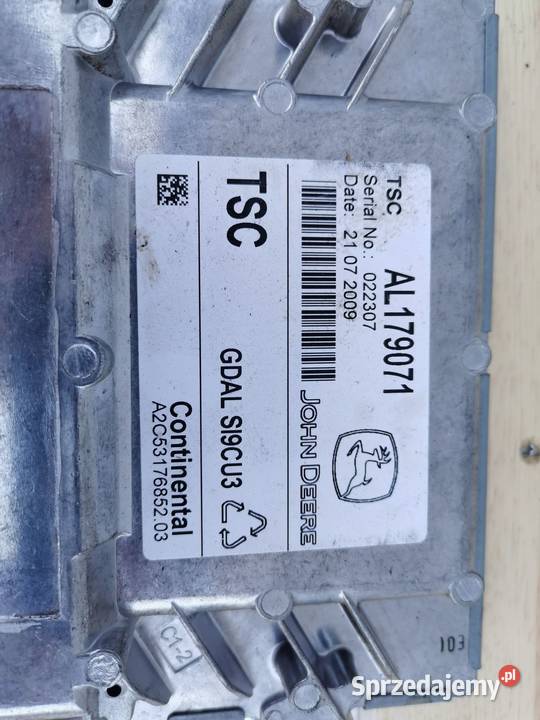 TSC
AL179071
Serial No.: 022307
Date: 21 07 2009
JOHN DEERE
TSC
GDAL SI9CU3
Continental
A2C53176852.03
C1-2
E01
Sprzedajemy.pl